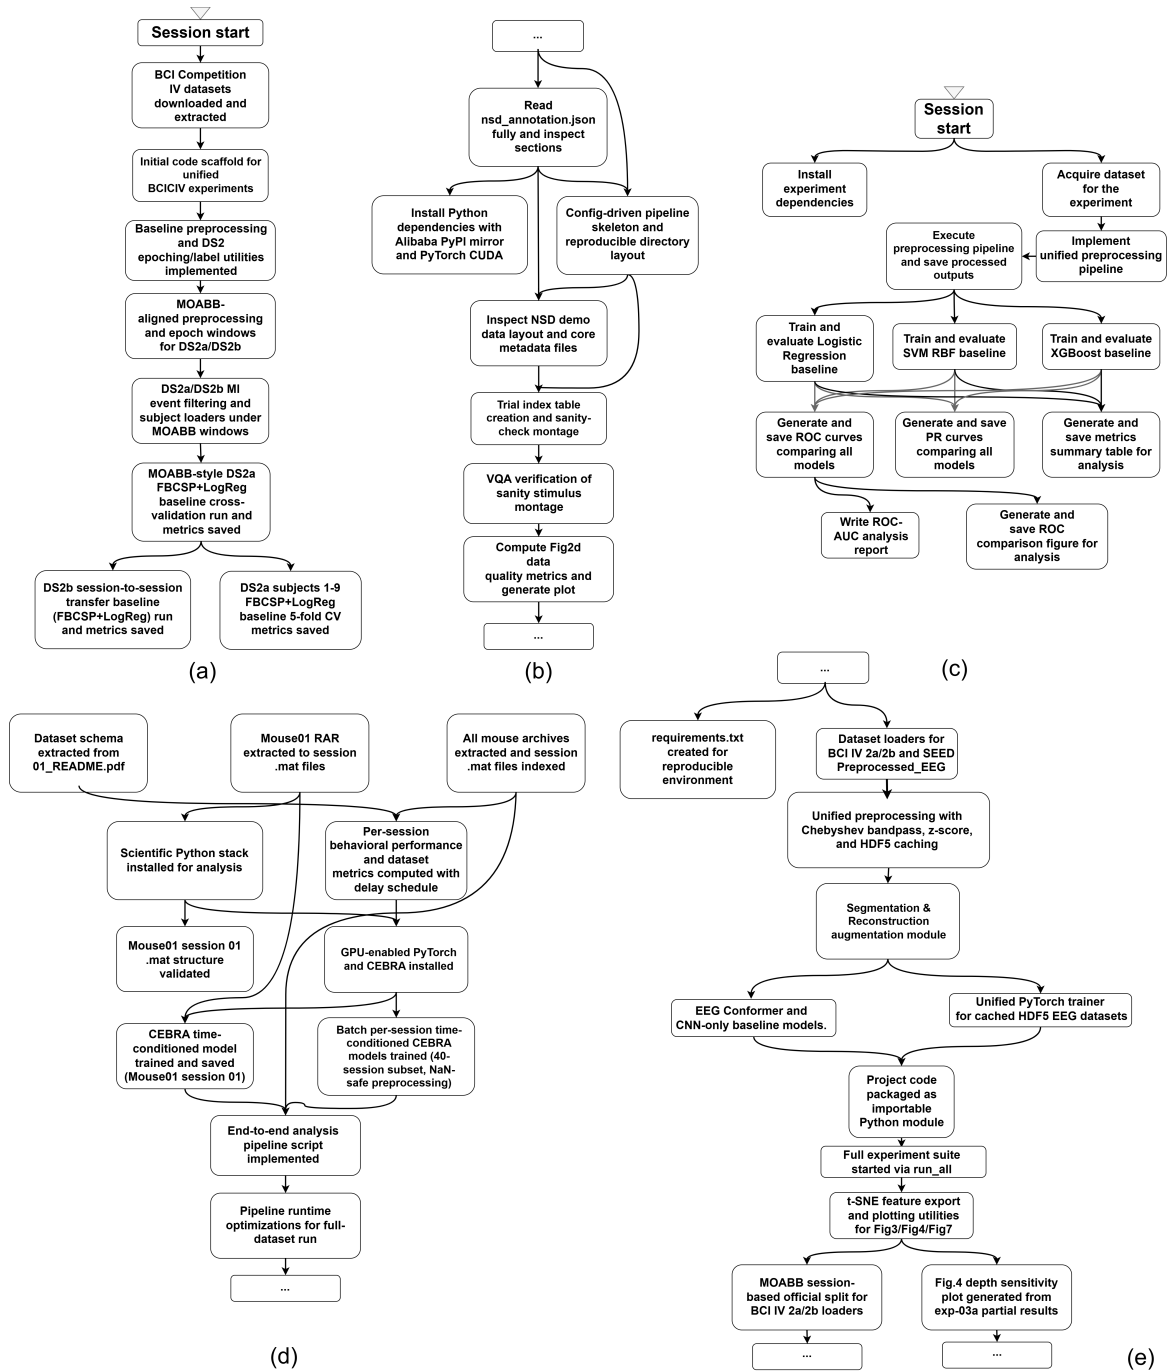 Session start
BCI Competition
IV datasets
downloaded and
extracted
Initial code scaffold for
unified
BCICIV experiments
Baseline preprocessing
and DS2
epoching/label utilities
implemented
MOABB-
aligned preprocessing
and epoch windows
for DS2a/DS2b
DS2a/DS2b MI
event filtering and
subject loaders under
MOABB windows
MOABB-style DS2a
FBCSP+LogReg
baseline cross-
validation run and
metrics saved
DS2b session-to-session
transfer baseline
(FBCSP+LogReg) run
and metrics saved
DS2a subjects 1-9
FBCSP+LogReg
baseline 5-fold CV
metrics saved
(a)
...
Read
nsd_annotation.json
fully and inspect
sections
Install Python
dependencies with
Alibaba PyPI mirror
and PyTorch CUDA
Config-driven pipeline
skeleton and
reproducible directory
layout
Inspect NSD demo
data layout and core
metadata files
Trial index table
creation and sanity-
check montage
VQA verification of
sanity stimulus
montage
Compute Fig2d
data
quality metrics and
generate plot
...
(b)
Session
start
Install
experiment
dependencies
Acquire dataset
for the
experiment
Execute
preprocessing pipeline
and save processed
outputs
Implement
unified preprocessing
pipeline
Train and
evaluate Logistic
Regression
baseline
Train and evaluate
SVM RBF baseline
Train and evaluate
XGBoost baseline
Generate and
save ROC curves
comparing all
models
Generate and save
PR curves
comparing all
models
Generate and
save metrics
summary table for
analysis
Write ROC-
AUC analysis
report
Generate and
save ROC
comparison figure for
analysis
(c)
Dataset schema
extracted from
01_README.pdf
Mouse01 RAR
extracted to session
.mat files
All mouse archives
extracted and session
.mat files indexed
Scientific Python stack
installed for analysis
Per-session
behavioral performance
and dataset
metrics computed with
delay schedule
Mouse01 session 01
.mat structure
validated
GPU-enabled PyTorch
and CEBRA installed
CEBRA time-
conditioned model
trained and saved
(Mouse01 session 01)
Batch per-session time-
conditioned CEBRA
models trained (40-
session subset, NaN-
safe preprocessing)
End-to-end analysis
pipeline script
implemented
Pipeline runtime
optimizations for full-
dataset run
...
(d)
...
requirements.txt
created for
reproducible
environment
Dataset loaders for
BCI IV 2a/2b and SEED
Preprocessed_EEG
Unified preprocessing with
Chebyshev bandpass, z-score,
and HDF5 caching
Segmentation &
Reconstruction
augmentation module
EEG Conformer and
CNN-only baseline models.
Unified PyTorch trainer
for cached HDF5 EEG datasets
Project code
packaged as
importable
Python module
Full experiment suite
started via run_all
t-SNE feature export
and plotting utilities
for Fig3/Fig4/Fig7
MOABB session-
based official split for
BCI IV 2a/2b loaders
Fig.4 depth sensitivity
plot generated from
exp-03a partial results
...
...
(e)